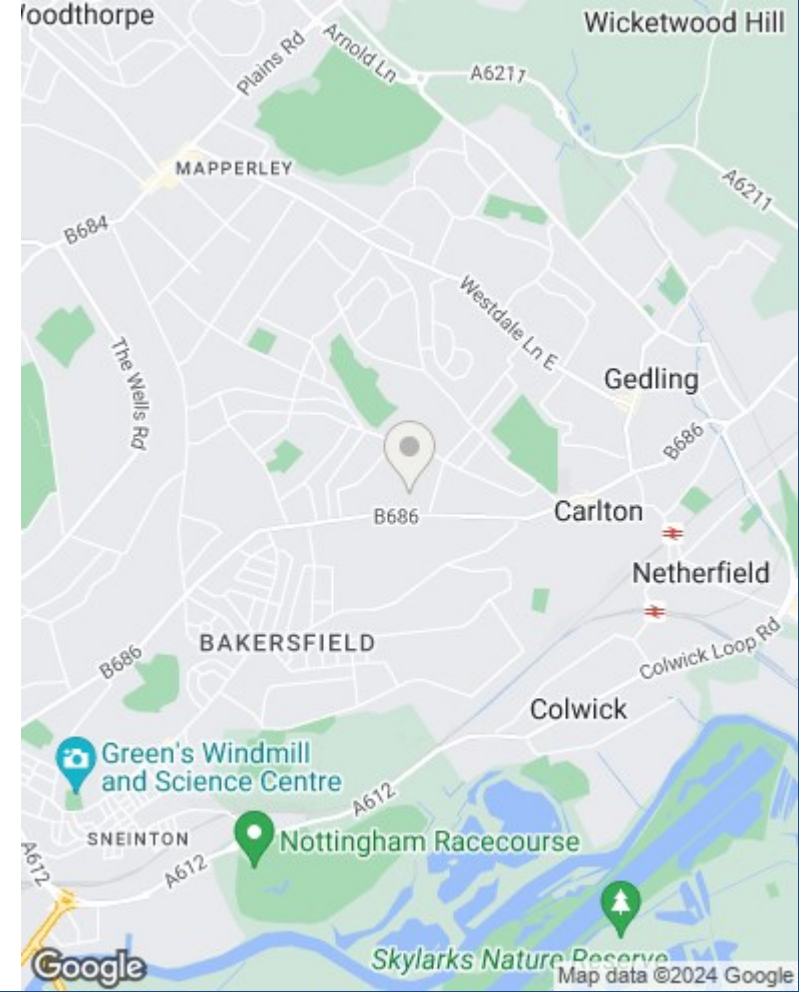 oodthorpe
Wicketwood Hill
Plains Rd
Arnold Ln
A6211
MAPPERLEY
A6211
B684
Westdale Ln E
The Wells Rd
Gedling
B686
Carlton
B686
Netherfield
BAKERSFIELD
B686
Colwick Loop Rd
Colwick
Green's Windmill
and Science Centre
A612
SNEINTON
Nottingham Racecourse
A612
A612
Skylarks Nature Reserve
Google
Map data ©2024 Google